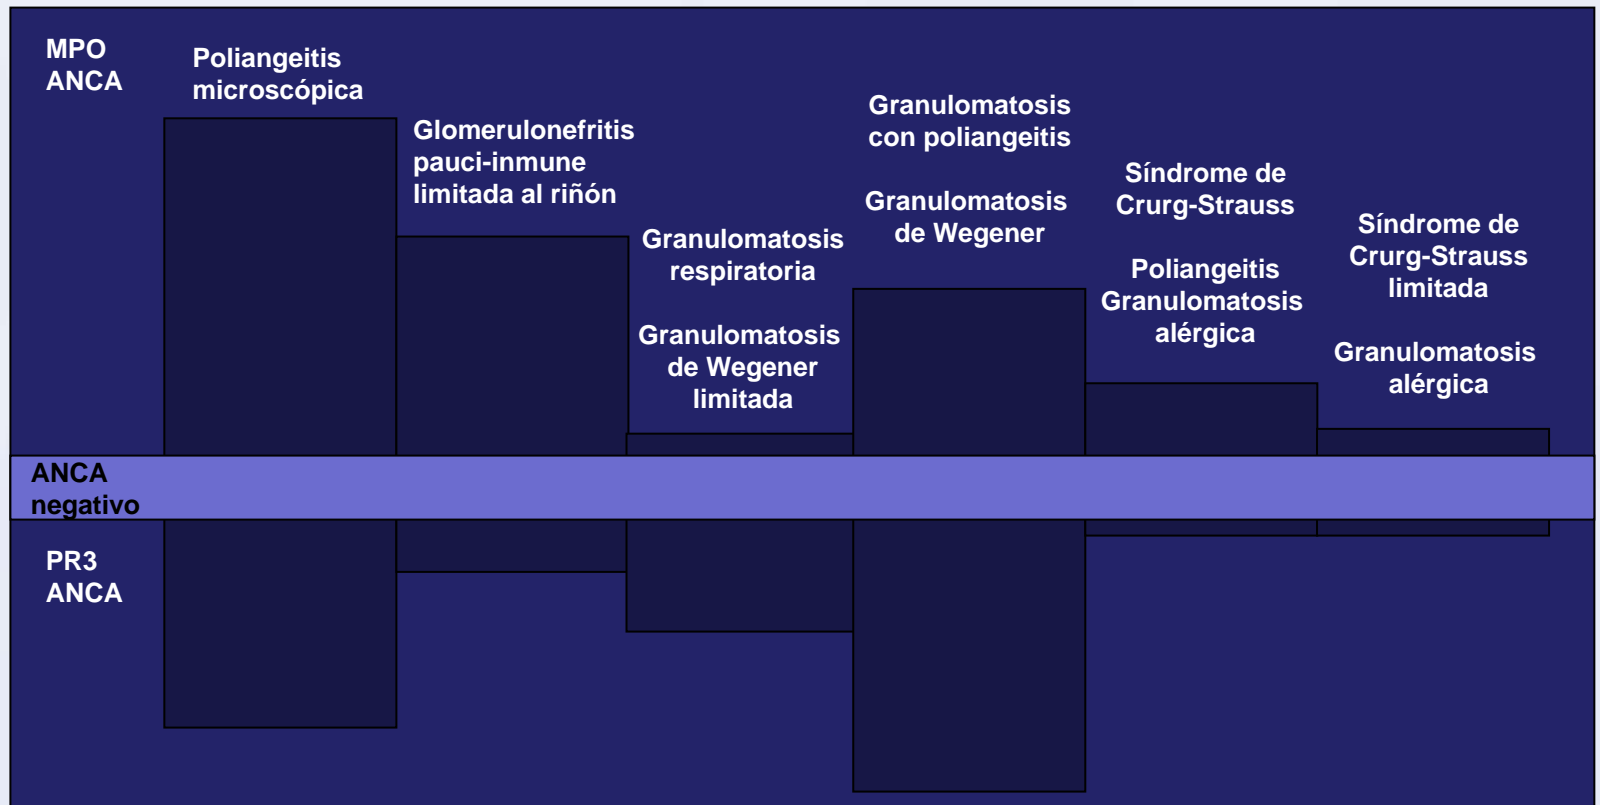 MPO
ANCA
Poliangeitis
microscópica
Glomerulonefritis
pauci-inmune
limitada al riñón
Granulomatosis
respiratoria
Granulomatosis
de Wegener
limitada
Granulomatosis
con poliangeitis
Granulomatosis
de Wegener
Síndrome de
Crurg-Strauss
Poliangeitis
Granulomatosis
alérgica
Síndrome de
Crurg-Strauss
limitada
Granulomatosis
alérgica
ANCA
negativo
PR3
ANCA